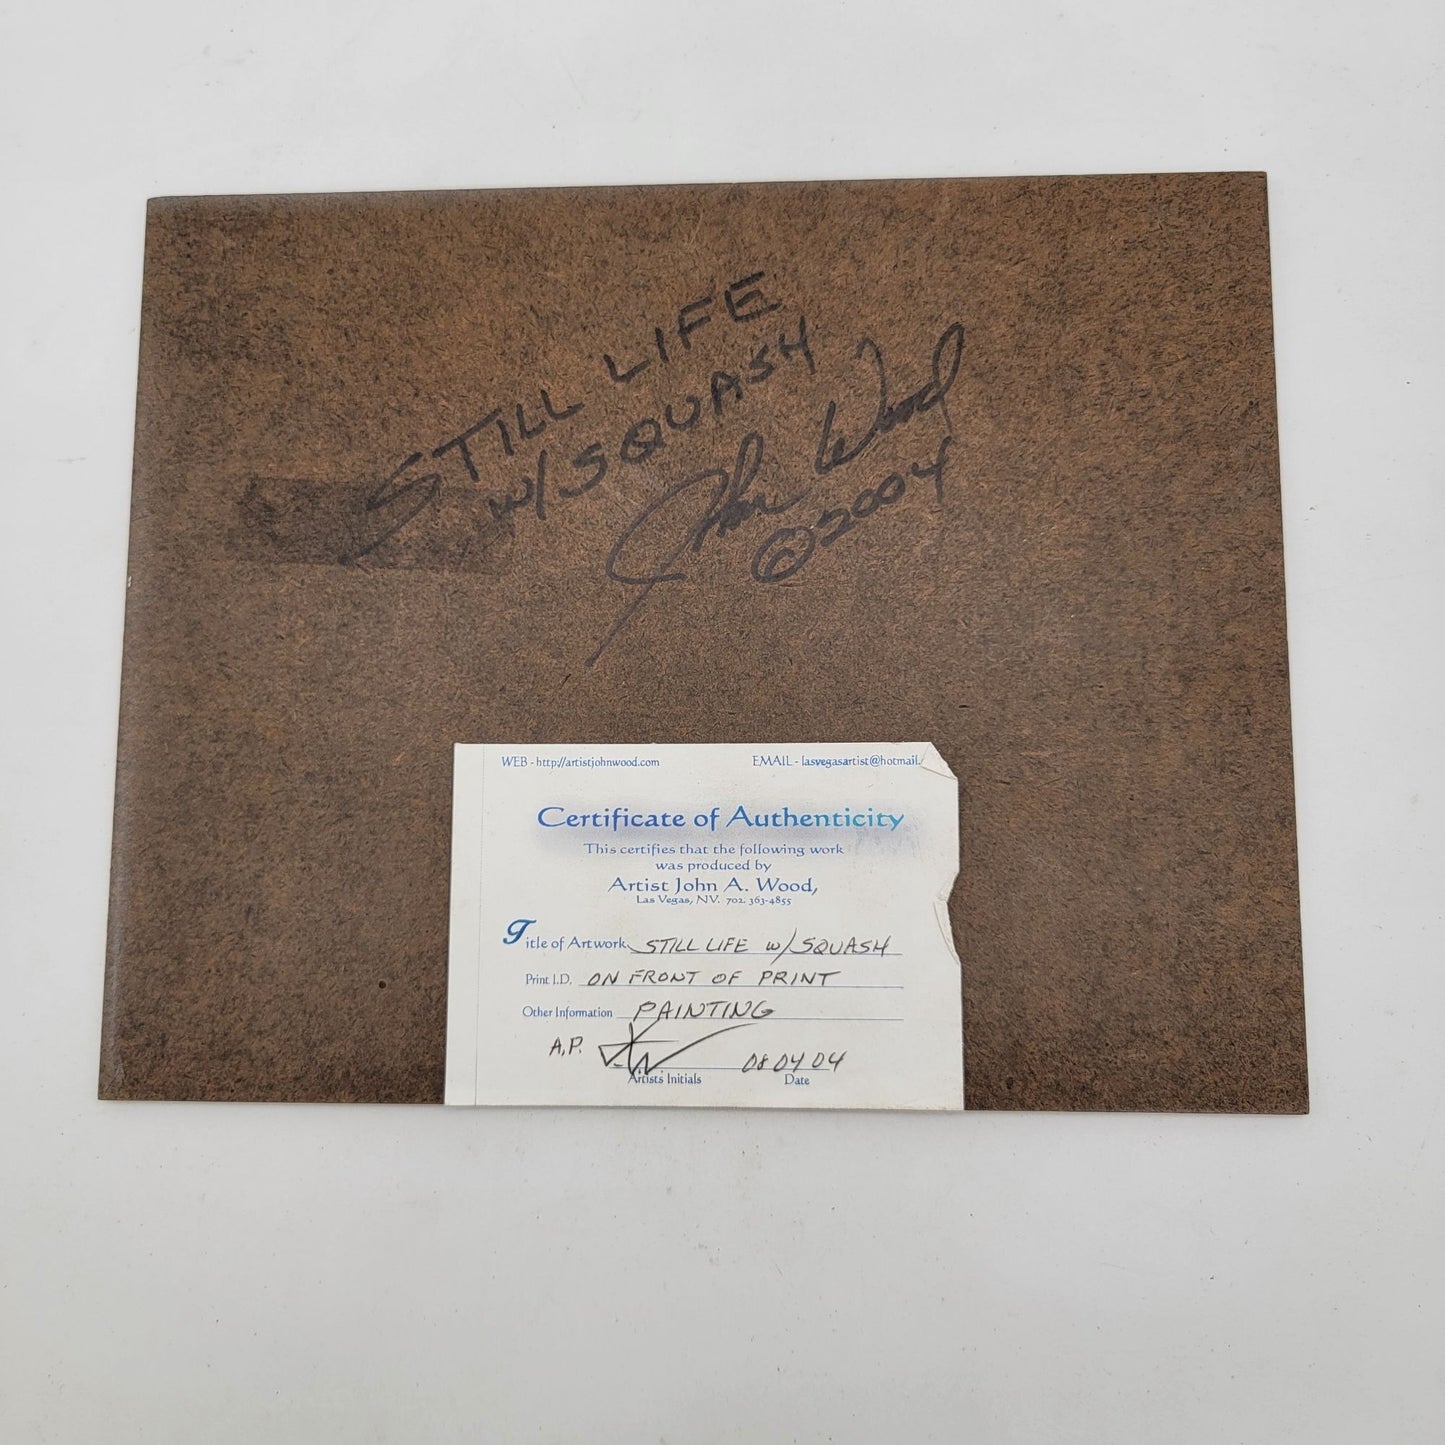 STILL LIFE
w/SQUASH
John Wood
©2004
WEB - http://artistjohnwood.com
EMAIL - lasvegasartist@hotmail.
Certificate of Authenticity
This certifies that the following work
was produced by
Artist John A. Wood,
Las Vegas, NV. 702. 363-4855
Title of Artwork STILL LIFE w/SQUASH
Print I.D. ON FRONT OF PRINT
Other Information PAINTING
A.P. JW 08 04 04
Artist's Initials Date